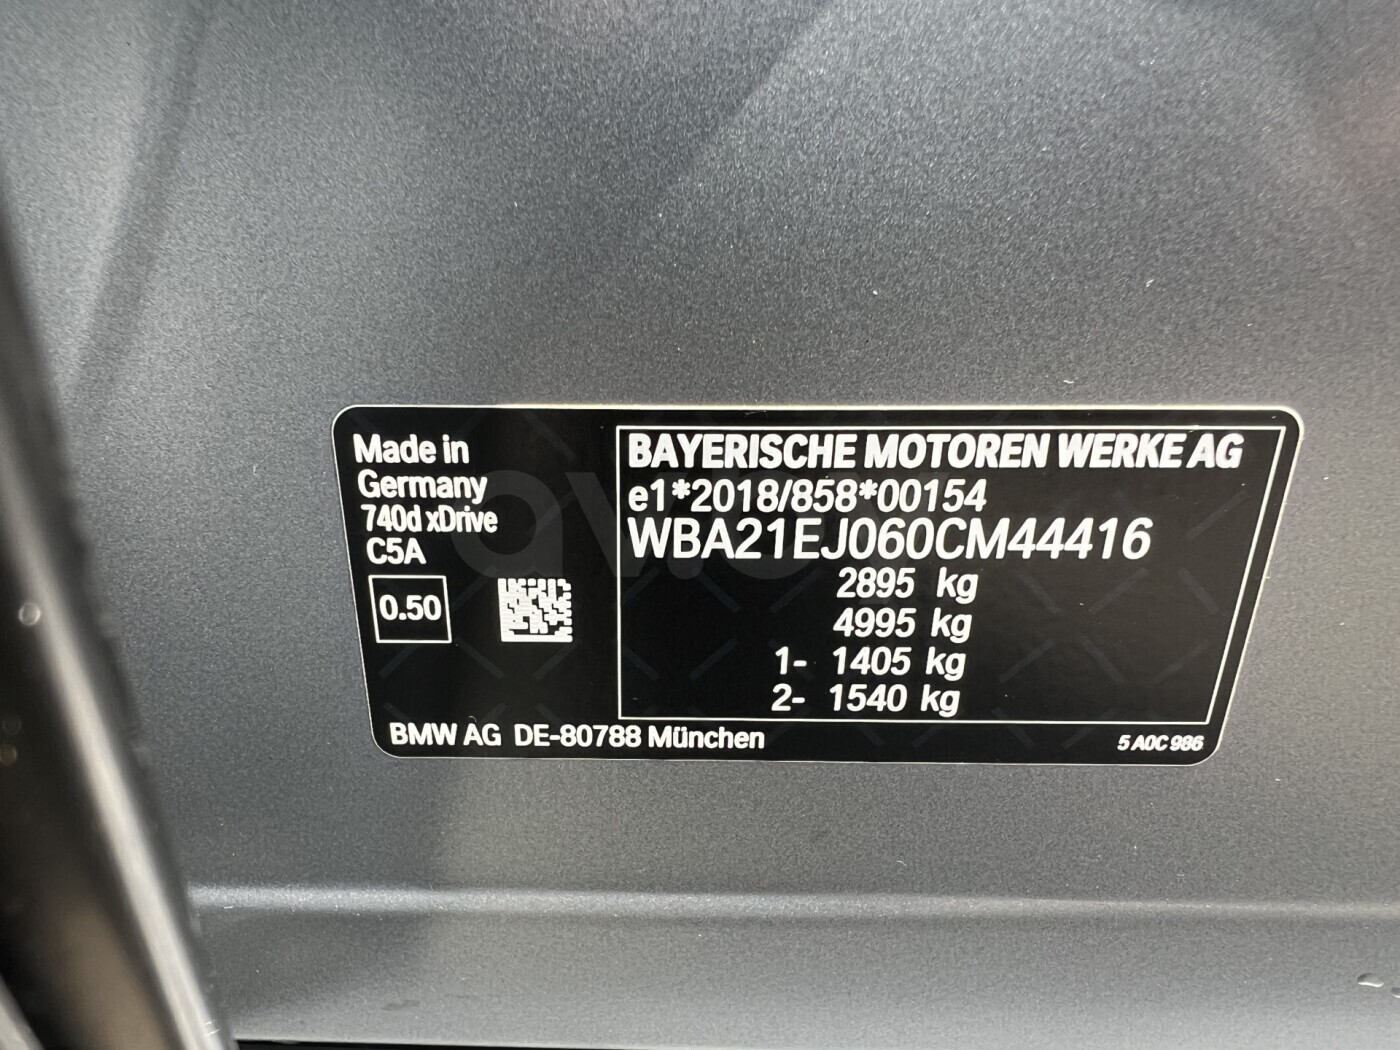 Made in
Germany
740d xDrive
C5A
0.50
BAYERISCHE MOTOREN WERKE AG
e1*2018/858*00154
WBA21EJ060CM44416
2895 kg
4995 kg
1- 1405 kg
2- 1540 kg
BMW AG DE-80788 München
5 A0C 986